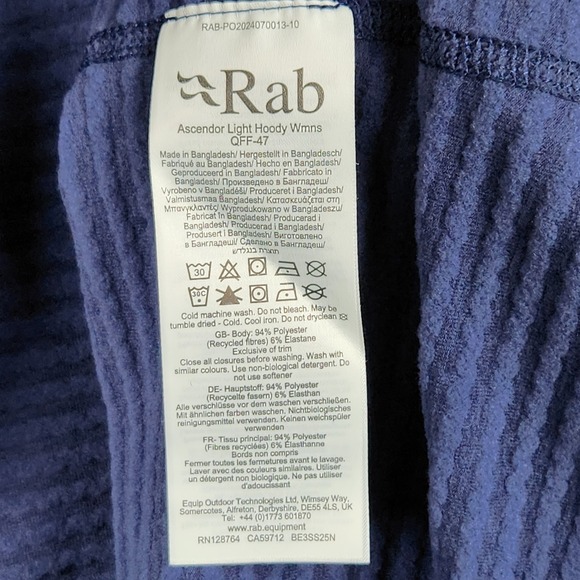 RAB-PO2024070013-10
Rab
Ascendor Light Hoody Wmns
QFF-47
Made in Bangladesh/ Hergestellt in Bangladesch/
Fabriqué au Bangladesh/ Hecho en Bangladesh/
Geproduceerd in Bangladesh/ Fabbricato in
Bangladesh/ Произведено в Бангладеш/
Vyrobeno v Bangladéši/ Produceret i Bangladesh/
Valmistusmaa Bangladesh/ Κατασκευάζεται στη
Μπανγκλαντές/ Wyprodukowano w Bangladeszu/
Fabricat în Bangladesh/ Producerad i
Bangladesh/ Producerad i Bangladesh/
Produsert i Bangladesh/ Виготовлено
в Бангладеш/ Сделано в Бангладеш/
תוצרת בנגלדש
30
30C
Cold machine wash. Do not bleach. May be
tumble dried - Cold. Cool iron. Do not dryclean
GB- Body: 94% Polyester
(Recycled fibres) 6% Elastane
Exclusive of trim
Close all closures before washing. Wash with
similar colours. Use non-biological detergent. Do
not use softener
DE- Hauptstoff: 94% Polyester
(Recycelte fasern) 6% Elasthan
Alle verschlüsse vor dem waschen verschließen.
Mit ähnlichen farben waschen. Nichtbiologisches
reinigungsmittel verwenden. Keinen weichspüler
verwenden
FR- Tissu principal: 94% Polyester
(Fibres recyclées) 6% Élasthanne
Bords non compris
Fermer toutes les fermetures avant le lavage.
Laver avec des couleurs similaires. Utiliser
un détergent non biologique. Ne pas utiliser
d'adoucissant
Equip Outdoor Technologies Ltd, Wimsey Way,
Somercotes, Alfreton, Derbyshire, DE55 4LS, UK
Tel: +44 (0)1773 601870
www.rab.equipment
RN128764 CA59712 BE3SS25N